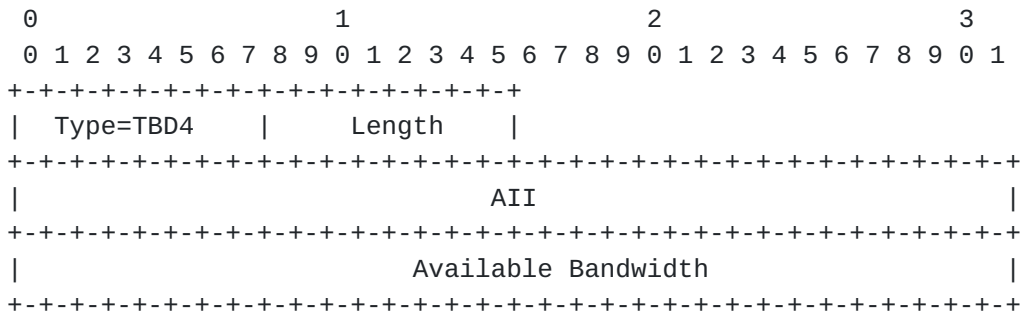 0                   1                   2                   3
 0 1 2 3 4 5 6 7 8 9 0 1 2 3 4 5 6 7 8 9 0 1 2 3 4 5 6 7 8 9 0 1
+-+-+-+-+-+-+-+-+-+-+-+-+-+-+-+-+
|  Type=TBD4    |     Length    |
+-+-+-+-+-+-+-+-+-+-+-+-+-+-+-+-+-+-+-+-+-+-+-+-+-+-+-+-+-+-+-+-+
|                              AII                              |
+-+-+-+-+-+-+-+-+-+-+-+-+-+-+-+-+-+-+-+-+-+-+-+-+-+-+-+-+-+-+-+-+
|                         Available Bandwidth                   |
+-+-+-+-+-+-+-+-+-+-+-+-+-+-+-+-+-+-+-+-+-+-+-+-+-+-+-+-+-+-+-+-+